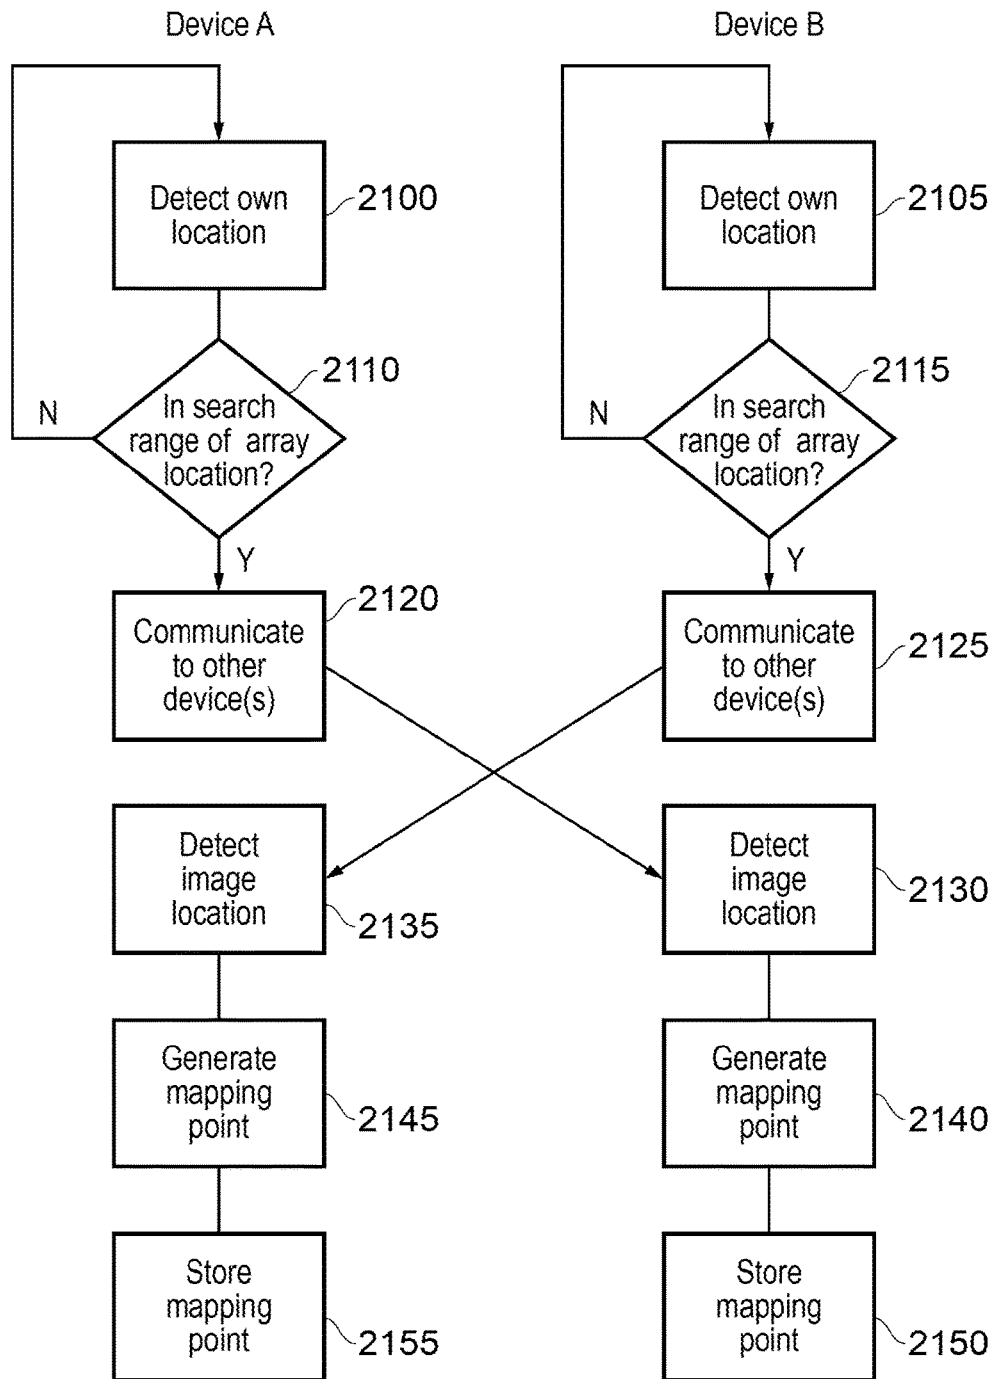 Device A
Device B
Detect own
location
2100
Detect own
location
2105
2110
In search
range of array
location?
N
Y
2115
In search
range of array
location?
N
Y
2120
Communicate
to other
device(s)
Communicate
to other
device(s)
2125
Detect
image
location
2135
Detect
image
location
2130
Generate
mapping
point
2145
Generate
mapping
point
2140
Store
mapping
point
2155
Store
mapping
point
2150